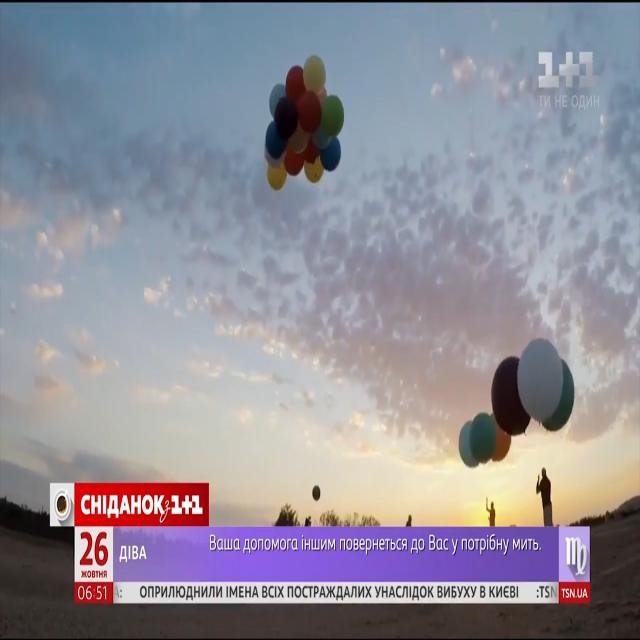 1+1
ТИ НЕ ОДИН
СНІДАНОК з 1+1
26
ЖОВТНЯ
ДІВА
Ваша допомога іншим повернеться до Вас у потрібну мить.
06:51
ОПРИЛЮДНИЛИ ІМЕНА ВСІХ ПОСТРАЖДАЛИХ УНАСЛІДОК ВИБУХУ В КИЄВІ
:TSN
TSN.UA